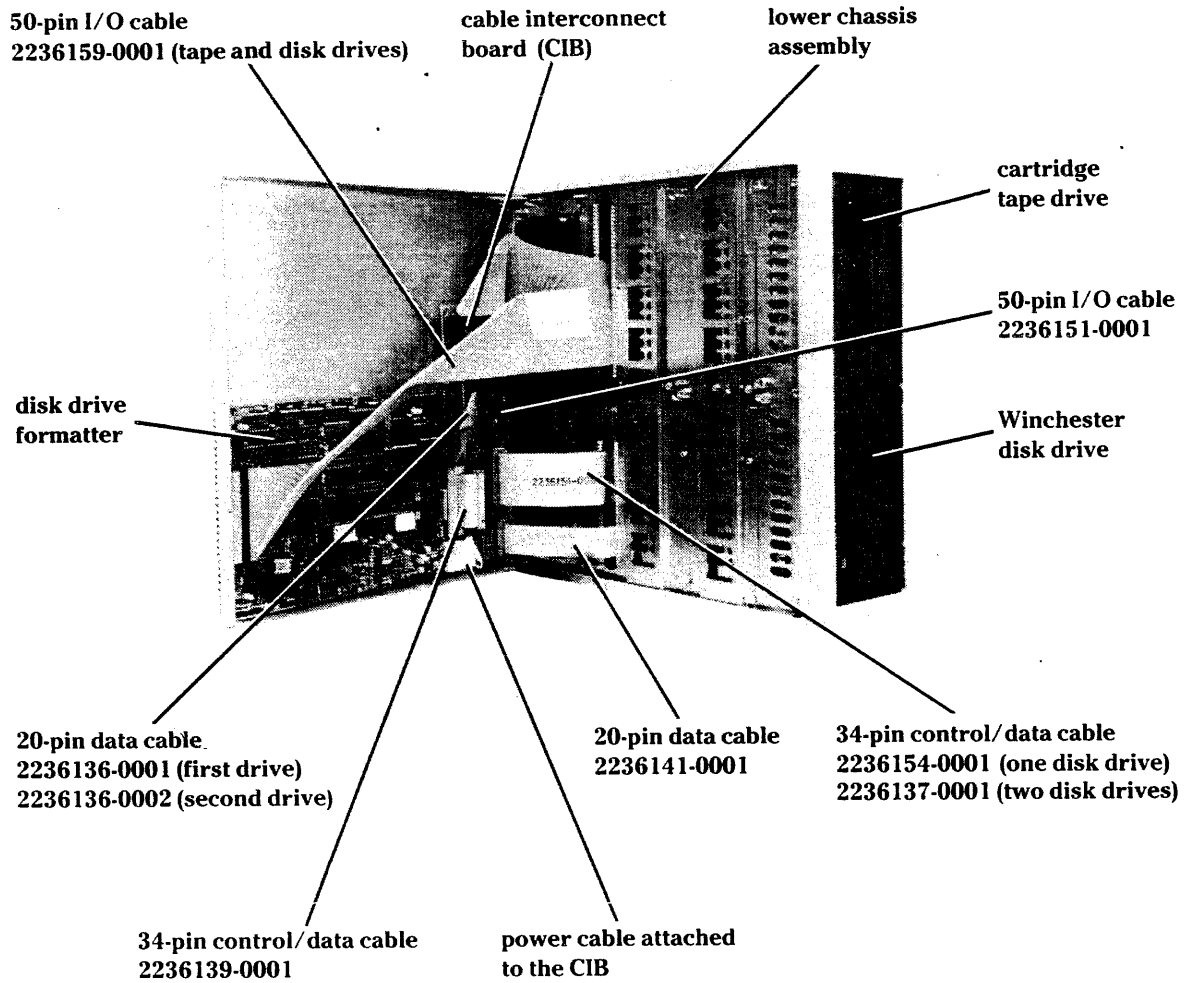 50-pin I/O cable
2236159-0001 (tape and disk drives)
cable interconnect
board (CIB)
lower chassis
assembly
cartridge
tape drive
50-pin I/O cable
2236151-0001
disk drive
formatter
Winchester
disk drive
20-pin data cable
2236136-0001 (first drive)
2236136-0002 (second drive)
20-pin data cable
2236141-0001
34-pin control/data cable
2236154-0001 (one disk drive)
2236137-0001 (two disk drives)
34-pin control/data cable
2236139-0001
power cable attached
to the CIB